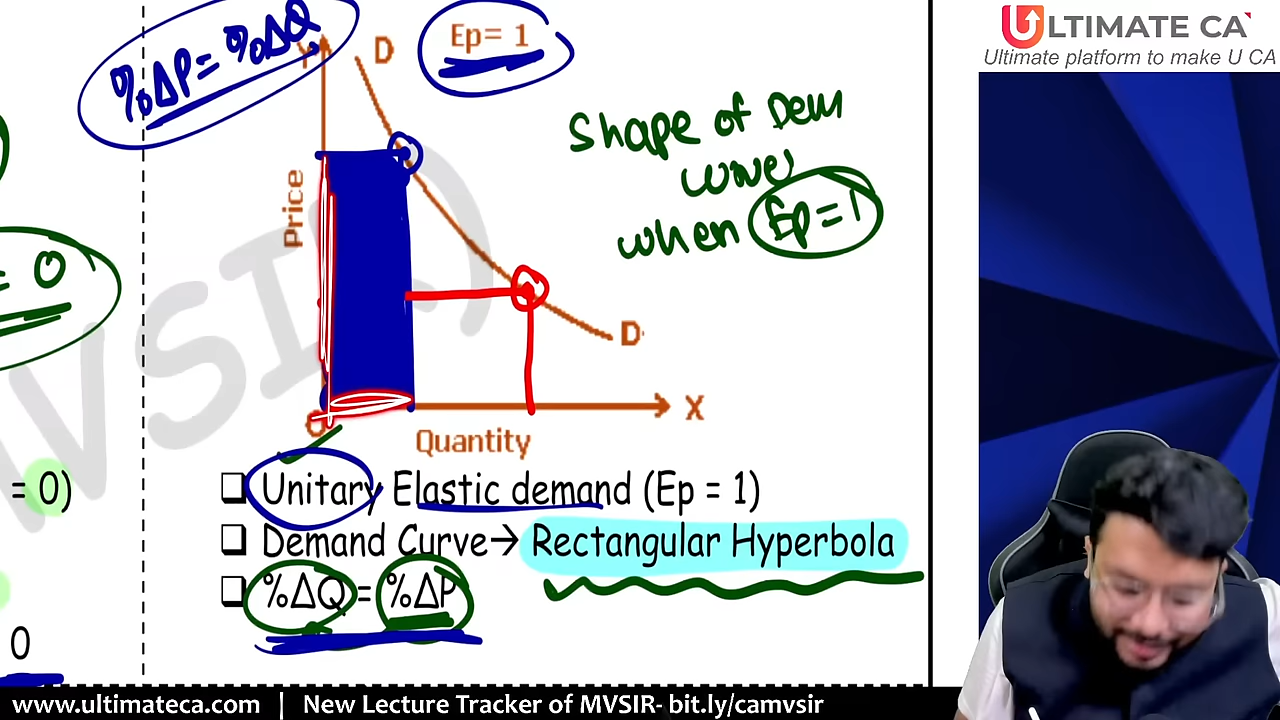 %ΔP = %ΔQ
Y
D
Ep= 1
ULTIMATE CA
Ultimate platform to make U CA
Shape of Dem
curve
when Ep=1
Price
= 0
D
O
X
Quantity
= 0)
❑ Unitary Elastic demand (Ep = 1)
❑ Demand Curve→ Rectangular Hyperbola
❑ %ΔQ = %ΔP
0
www.ultimateca.com | New Lecture Tracker of MVSIR- bit.ly/camvsir